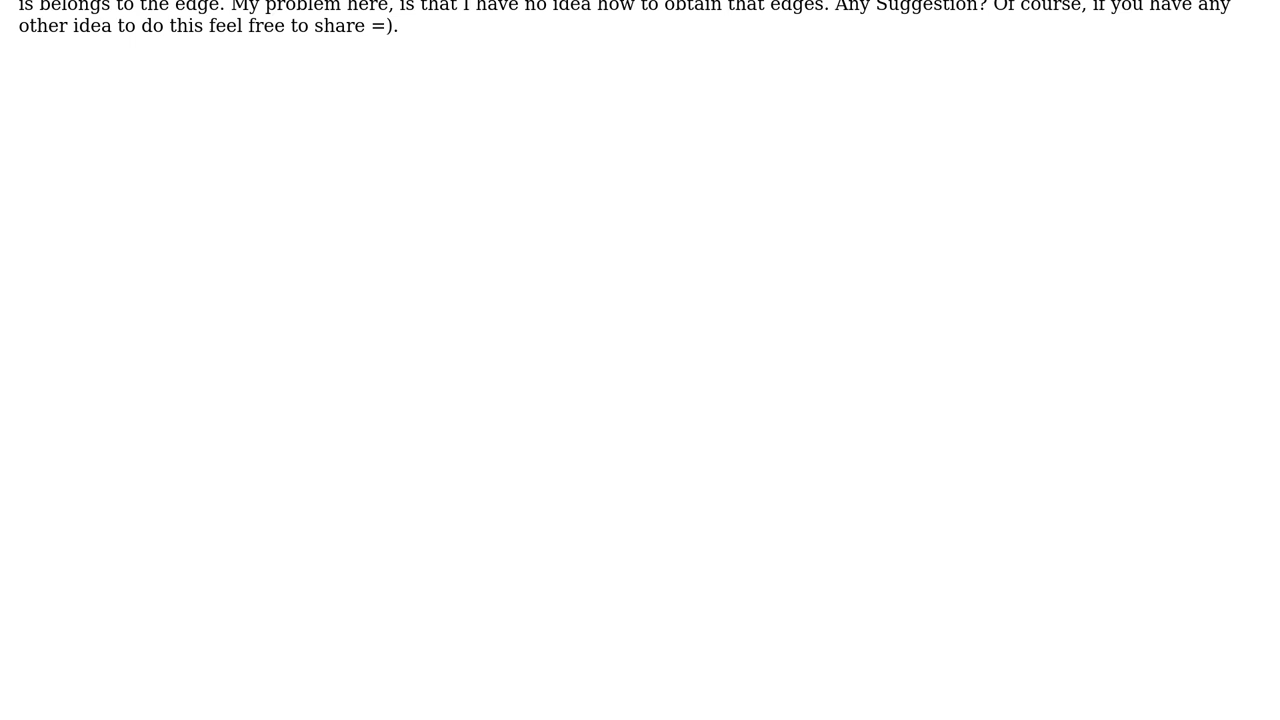 is belongs to the edge. My problem here, is that I have no idea how to obtain that edges. Any Suggestion? Of course, if you have any
other idea to do this feel free to share =).